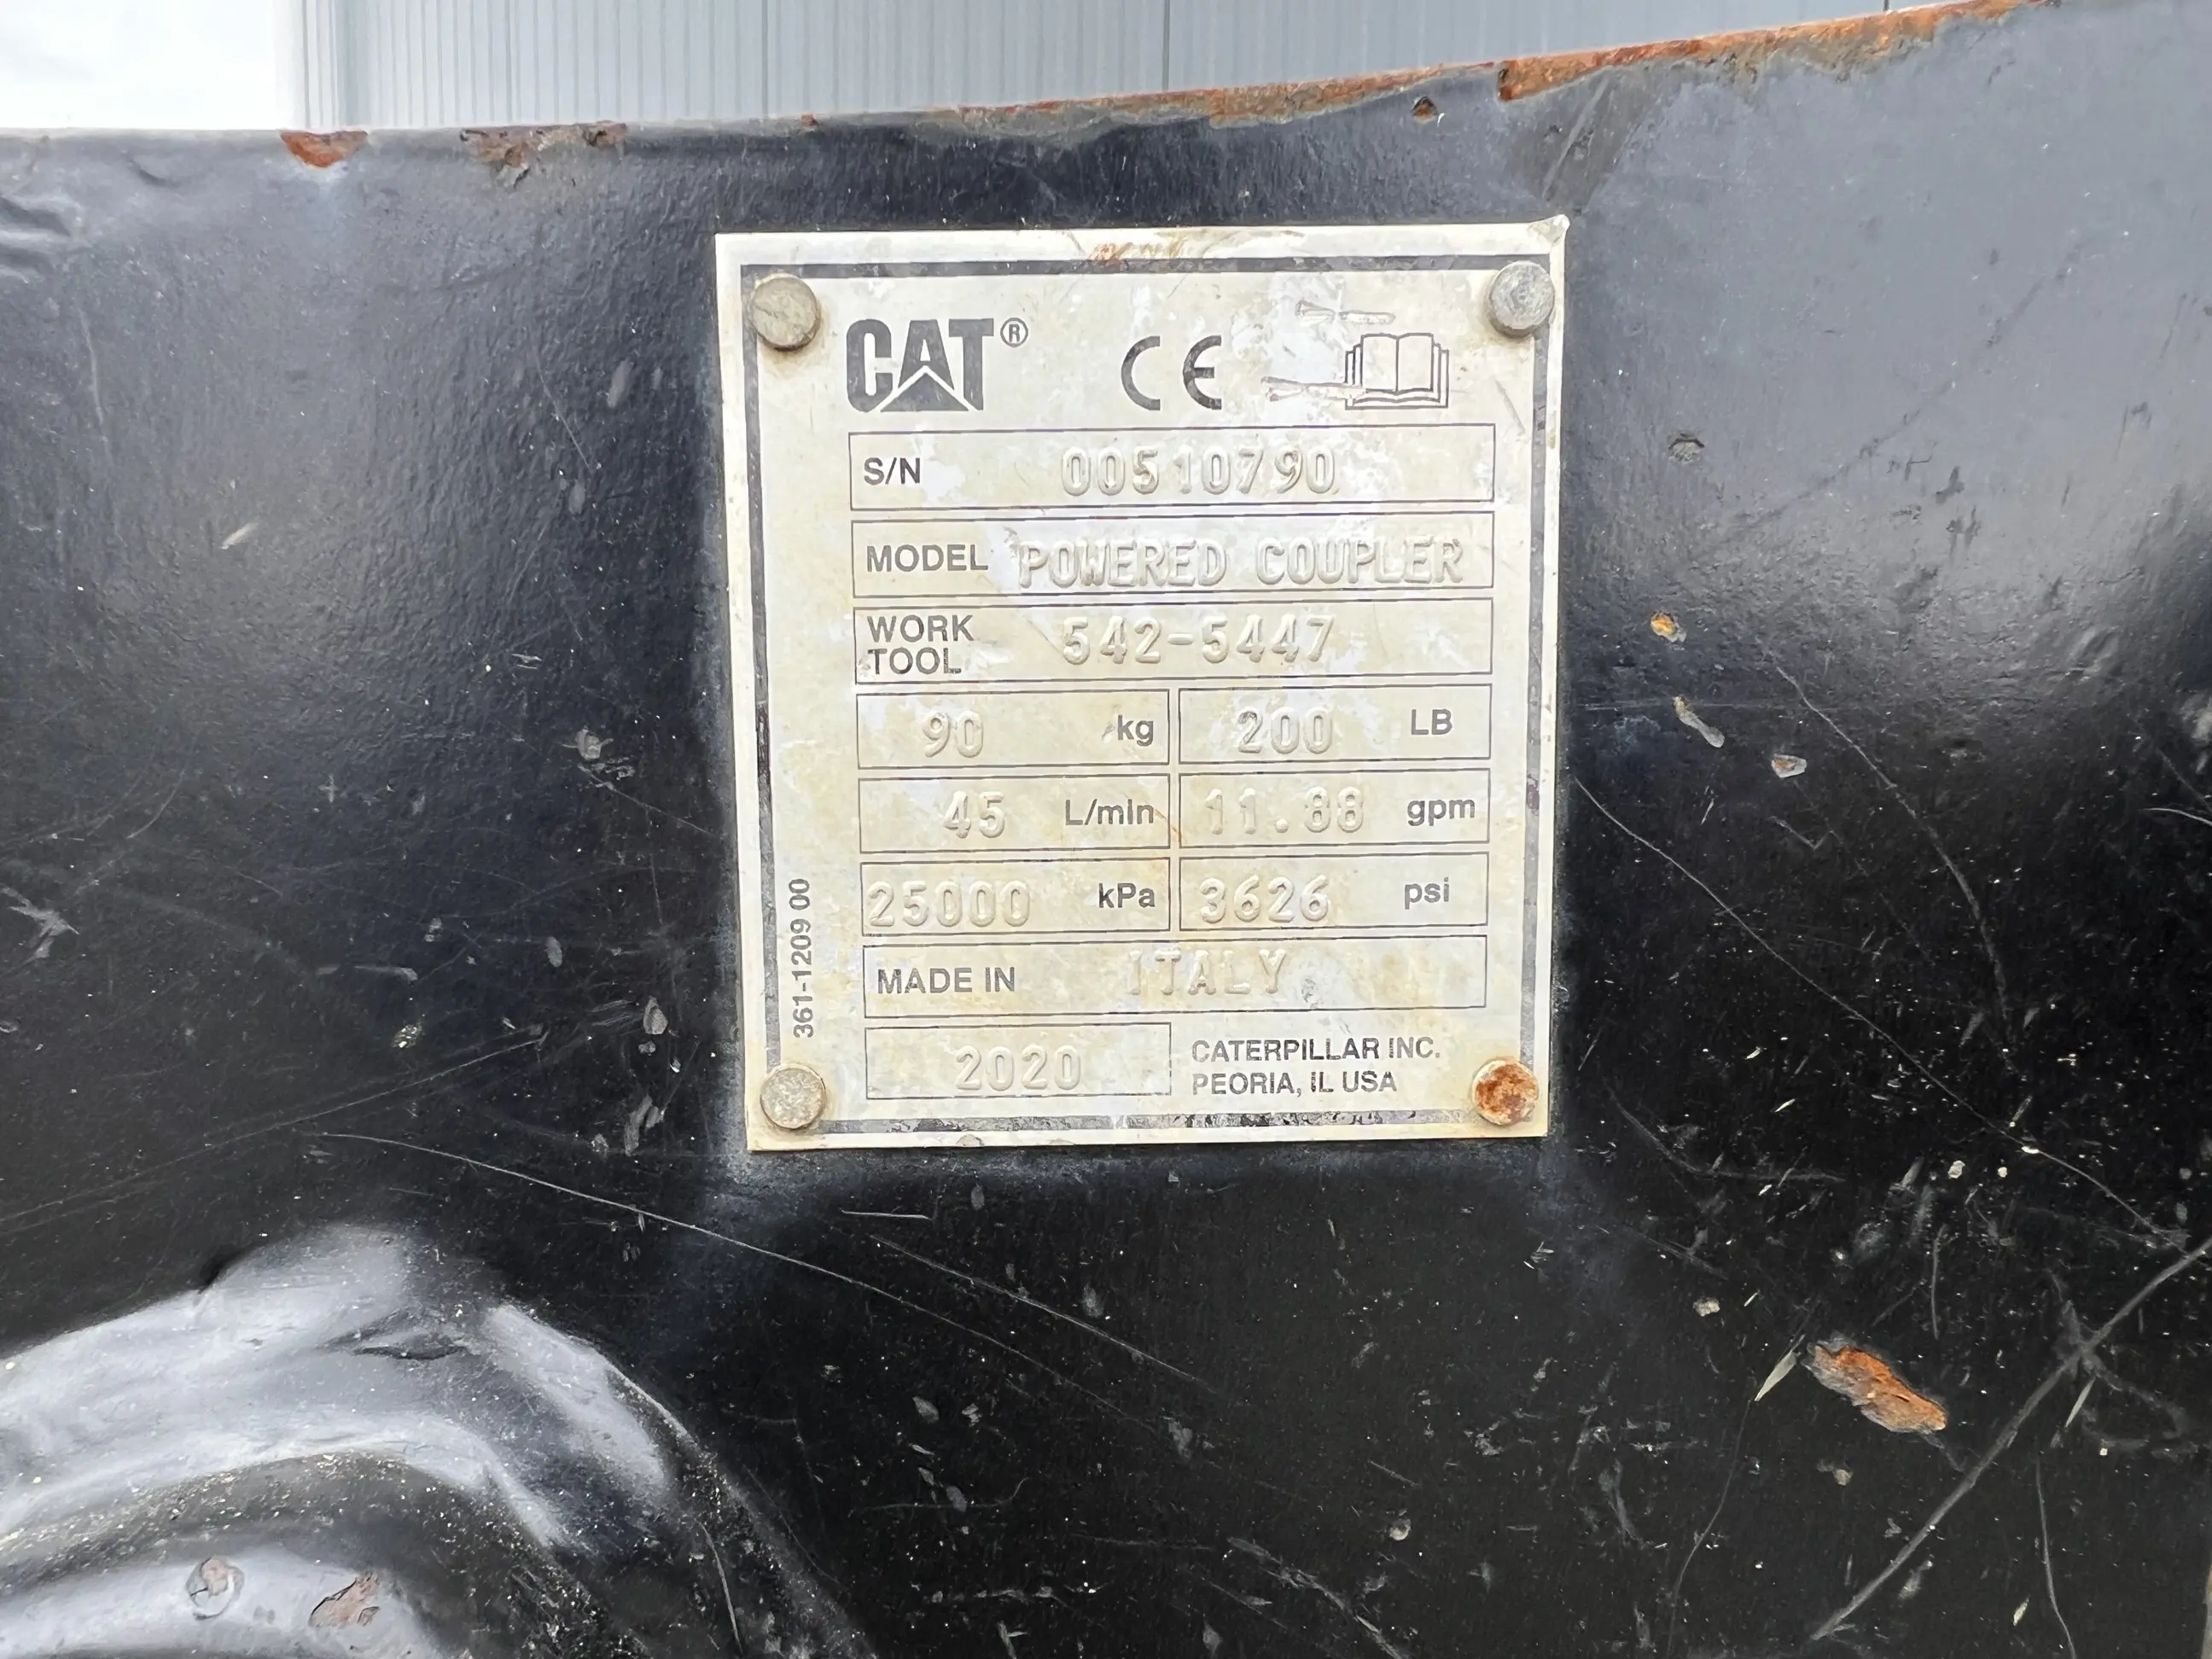 CAT® CE
S/N 00510790
MODEL POWERED COUPLER
WORK TOOL 542-5447
90 kg 200 LB
45 L/min 11.88 gpm
25000 kPa 3626 psi
MADE IN ITALY
2020 CATERPILLAR INC.
PEORIA, IL USA
361-1209 00